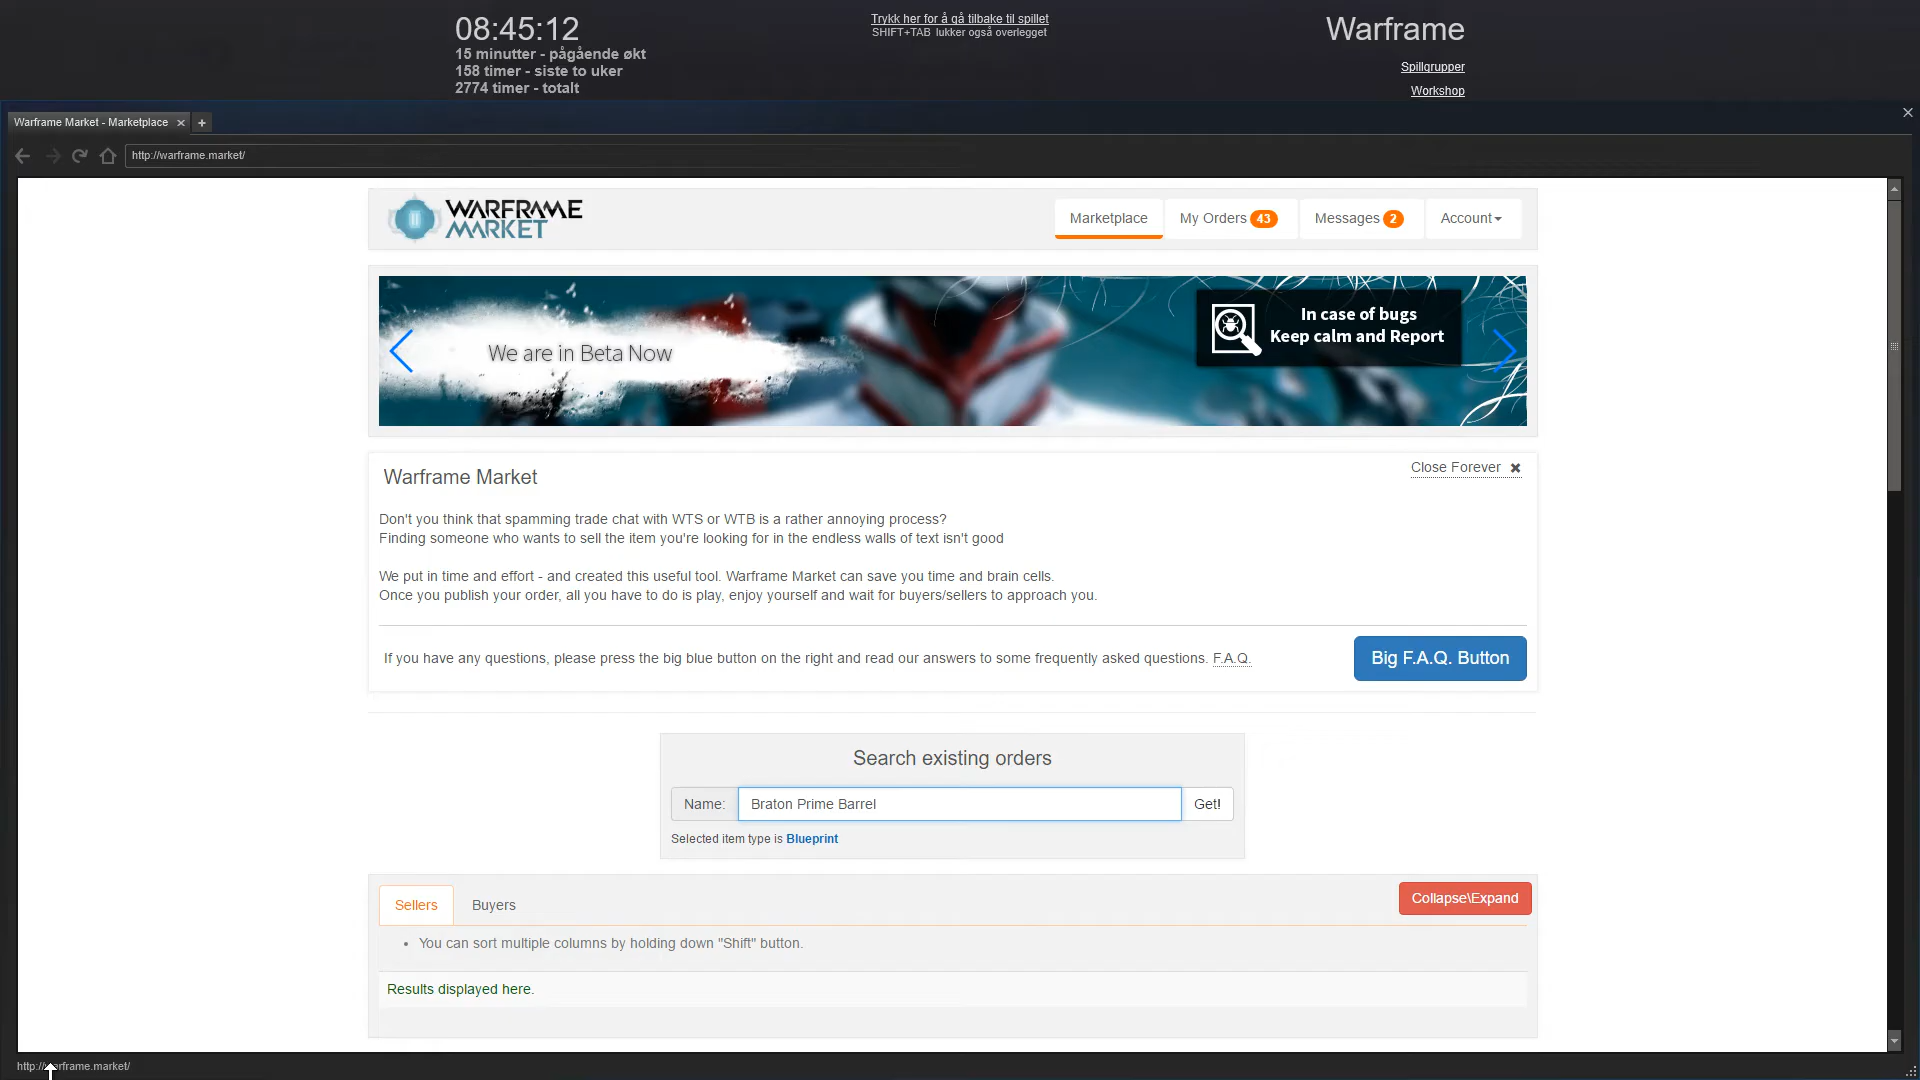 08:45:12
15 minutter - pågående økt
158 timer - siste to uker
2774 timer - totalt
Trykk her for å gå tilbake til spillet
SHIFT+TAB lukker også overlegget
Warframe
Spillgrupper
Workshop
Warframe Market - Marketplace
http://warframe.market/
WARFRAME
MARKET
Marketplace
My Orders 43
Messages 2
Account
We are in Beta Now
In case of bugs
Keep calm and Report
Warframe Market
Close Forever
Don't you think that spamming trade chat with WTS or WTB is a rather annoying process?
Finding someone who wants to sell the item you're looking for in the endless walls of text isn't good
We put in time and effort - and created this useful tool. Warframe Market can save you time and brain cells.
Once you publish your order, all you have to do is play, enjoy yourself and wait for buyers/sellers to approach you.
If you have any questions, please press the big blue button on the right and read our answers to some frequently asked questions. F.A.Q.
Big F.A.Q. Button
Search existing orders
Name: Braton Prime Barrel Get!
Selected item type is Blueprint
Sellers
Buyers
Collapse\Expand
You can sort multiple columns by holding down "Shift" button.
Results displayed here.
http://warframe.market/